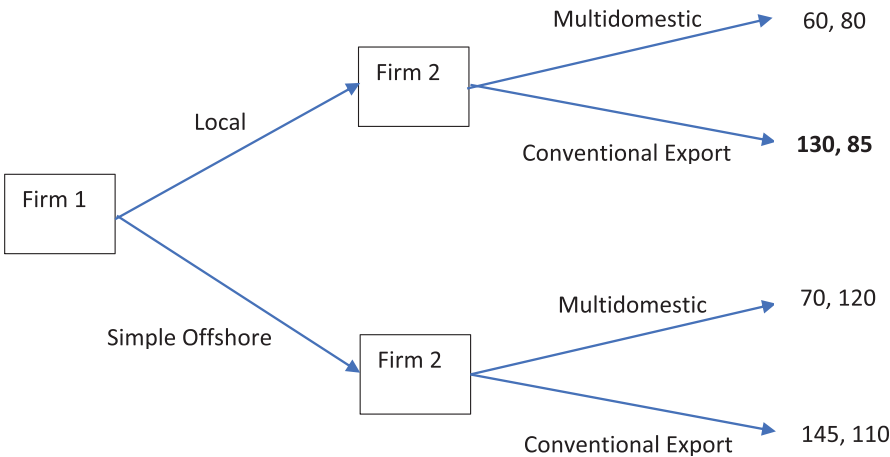 Multidomestic
60, 80
Firm 2
Local
Conventional Export
130, 85
Firm 1
Multidomestic
70, 120
Simple Offshore
Firm 2
Conventional Export
145, 110